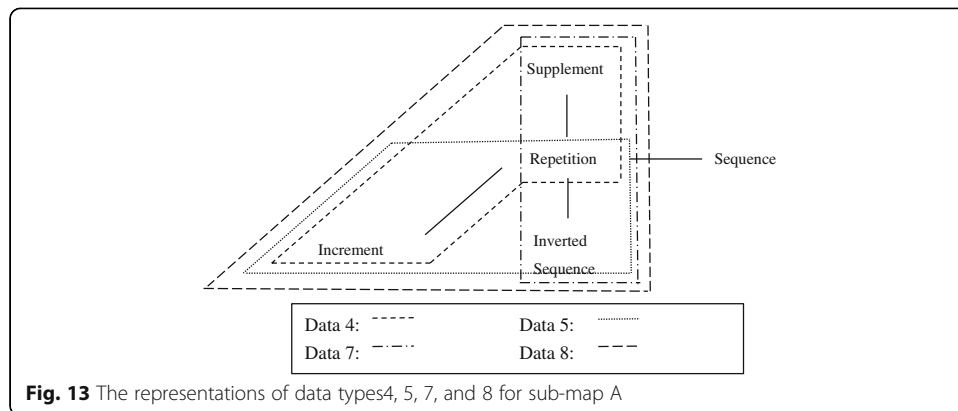 Supplement
Repetition
Sequence
Increment
Inverted
Sequence
Data 4:
Data 5:
Data 7:
Data 8:
Fig. 13 The representations of data types4, 5, 7, and 8 for sub-map A